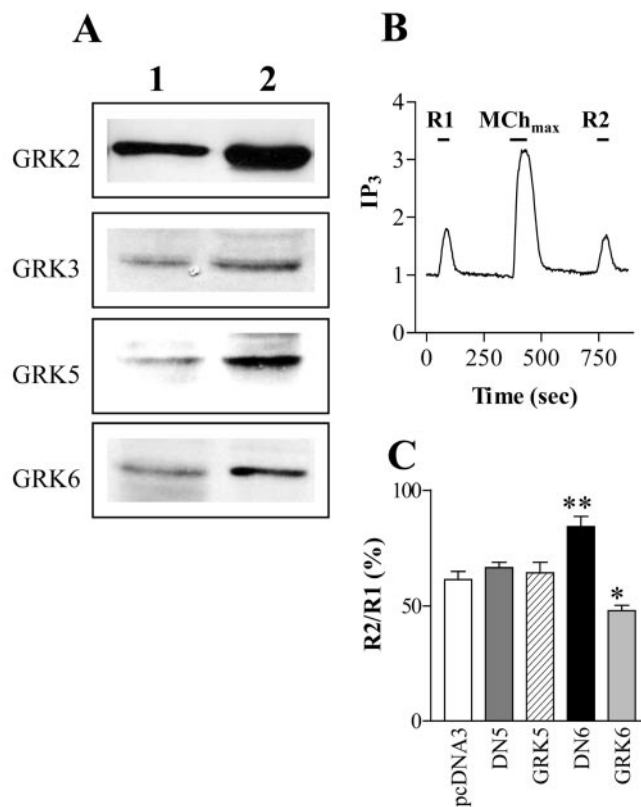 A
1 2
GRK2
GRK3
GRK5
GRK6
B
R1 MChmax R2
4
3
2
1
0
IP3
0 250 500 750
Time (sec)
C
100
50
0
R2/R1 (%)
**
*
pcDNA3
DN5
GRK5
DN6
GRK6